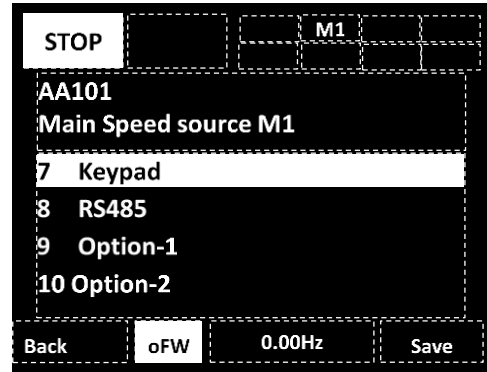 STOP M1
AA101
Main Speed source M1
7 Keypad
8 RS485
9 Option-1
10 Option-2
Back oFW 0.00Hz Save